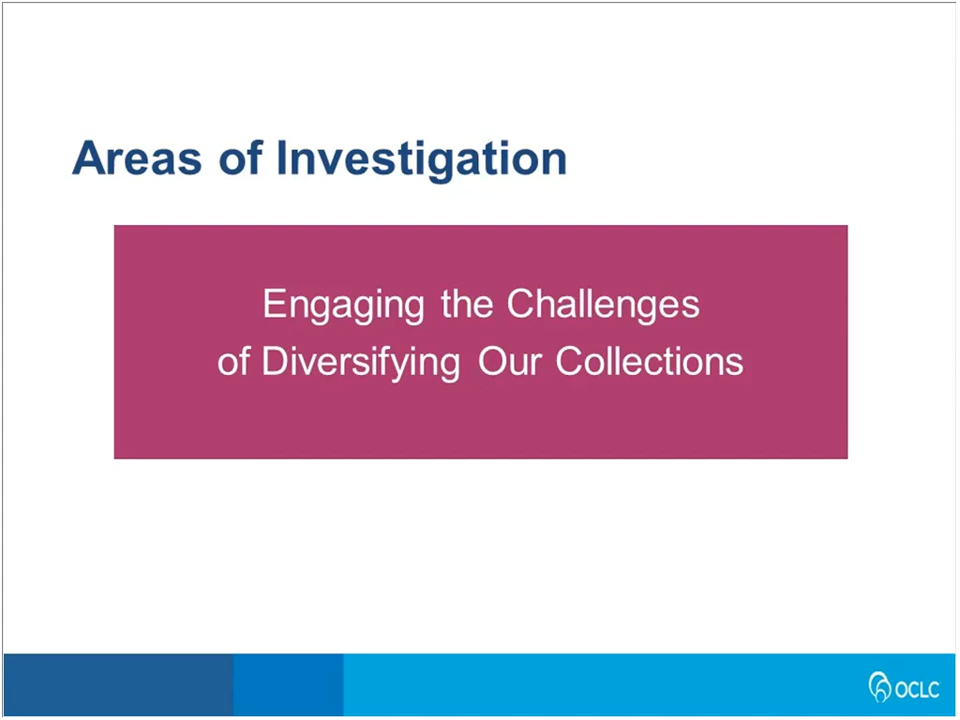 Areas of Investigation
Engaging the Challenges
of Diversifying Our Collections
OCLC